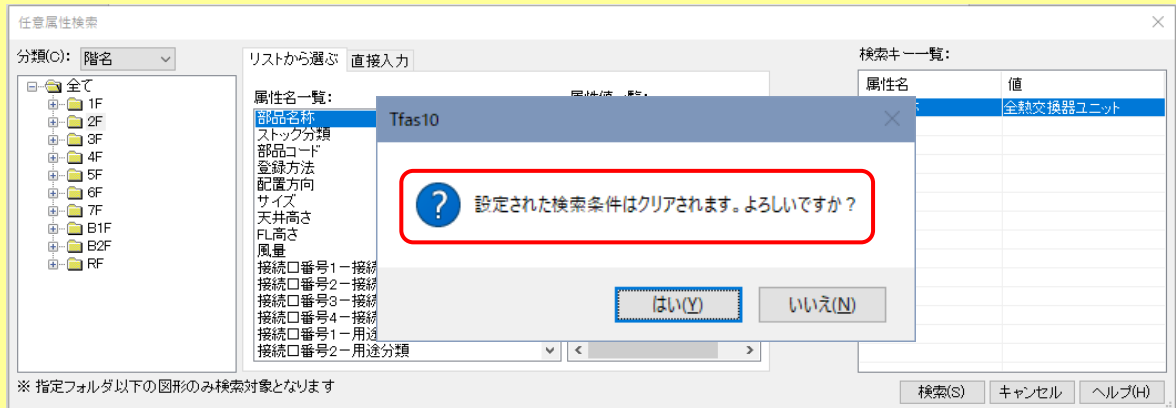 任意属性検索
分類(C): 階名
リストから選ぶ 直接入力
検索キー一覧:
全て
1F
2F
3F
4F
5F
6F
7F
B1F
B2F
RF
属性名一覧:
部品名称
ストック分類
部品コード
登録方法
配置方向
サイズ
天井高さ
FL高さ
風量
接続口番号1-接続
接続口番号2-接続
接続口番号3-接続
接続口番号4-接続
接続口番号1-用途
接続口番号2-用途分類
Tfas10
設定された検索条件はクリアされます。よろしいですか?
はい(Y) いいえ(N)
属性名 値
全熱交換器ユニット
※ 指定フォルダ以下の図形のみ検索対象となります
検索(S) キャンセル ヘルプ(H)